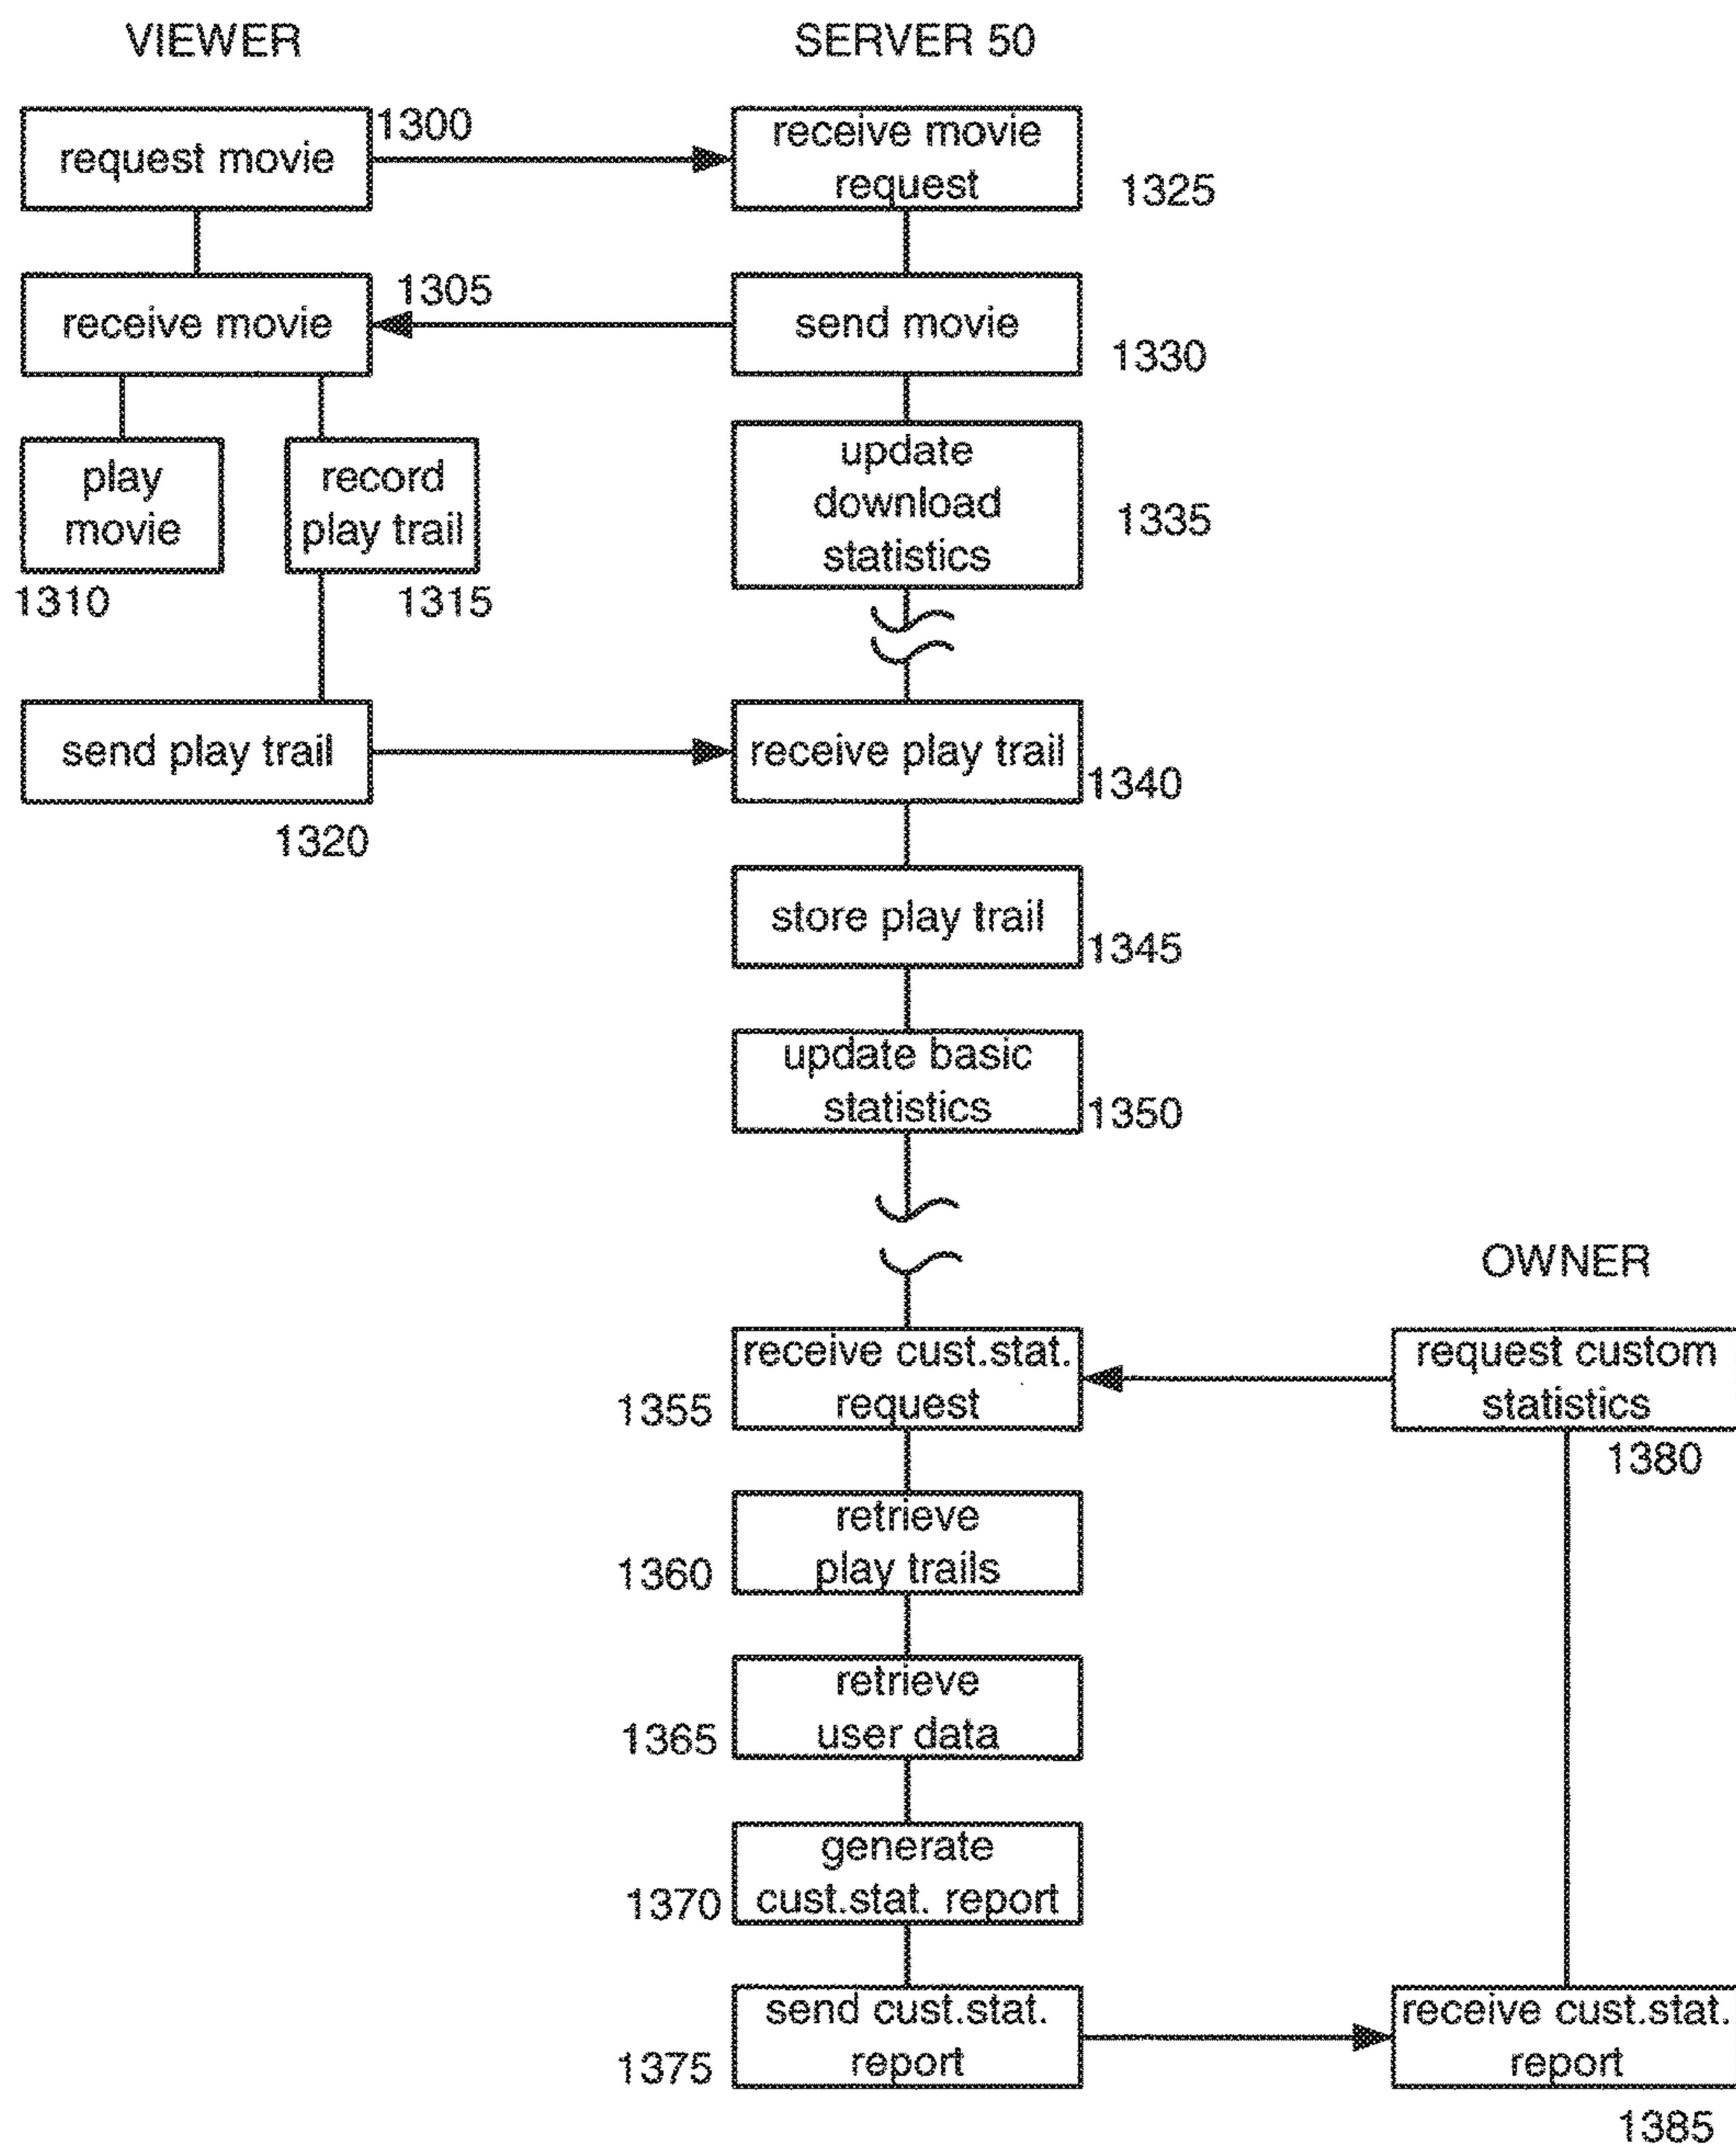 VIEWER
SERVER 50
request movie
1300
receive movie
request
1325
receive movie
1305
send movie
1330
play
movie
1310
record
play trail
1315
update
download
statistics
1335
send play trail
1320
receive play trail
1340
store play trail
1345
update basic
statistics
1350
OWNER
receive cust.stat.
request
1355
request custom
statistics
1380
retrieve
play trails
1360
retrieve
user data
1365
generate
cust.stat. report
1370
send cust.stat.
report
1375
receive cust.stat.
report
1385